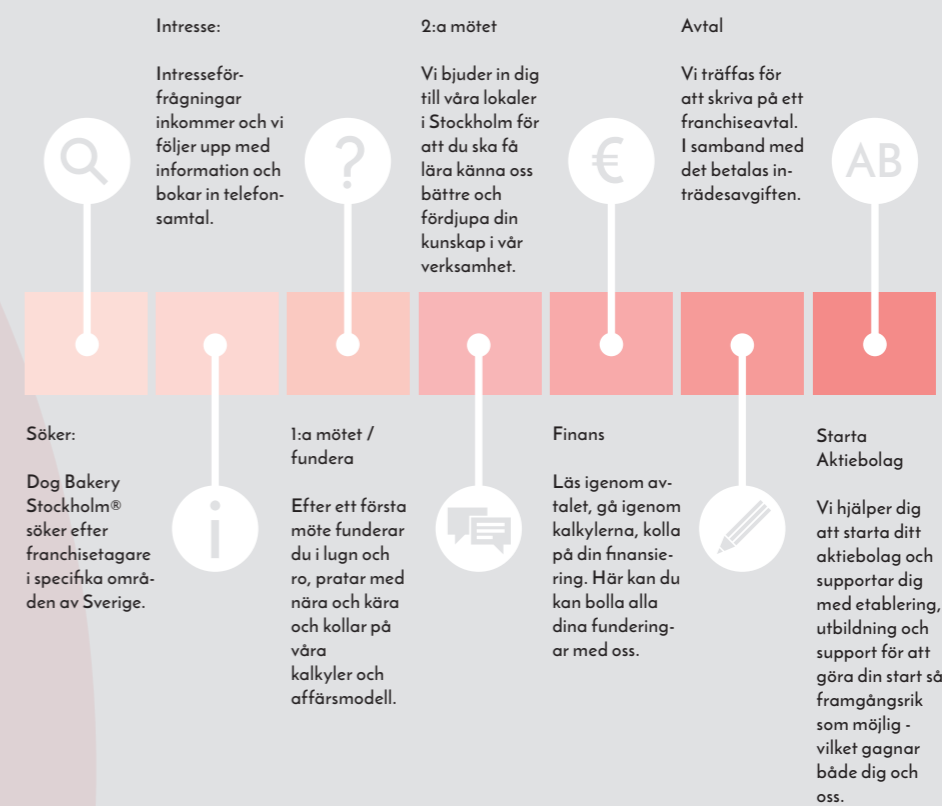 Söker:
Dog Bakery
Stockholm®
söker efter
franchisetagare
i specifika områ-
den av Sverige.
Intresse:
Intresseför-
frågningar
inkommer och vi
följer upp med
information och
bokar in telefon-
samtal.
i
?
1:a mötet /
fundera
Efter ett första
möte funderar
du i lugn och
ro, pratar med
nära och kära
och kollar på
våra
kalkyler och
affärsmodell.
2:a mötet
Vi bjuder in dig
till våra lokaler
i Stockholm för
att du ska få
lära känna oss
bättre och
fördjupa din
kunskap i vår
verksamhet.
€
Finans
Läs igenom av-
talet, gå igenom
kalkylerna, kolla
på din finansie-
ring. Här kan du
kan bolla alla
dina fundering-
ar med oss.
Avtal
Vi träffas för
att skriva på ett
franchiseavtal.
I samband med
det betalas in-
trädesavgiften.
AB
Starta
Aktiebolag
Vi hjälper dig
att starta ditt
aktiebolag och
supportar dig
med etablering,
utbildning och
support för att
göra din start så
framgångsrik
som möjlig -
vilket gagnar
både dig och
oss.